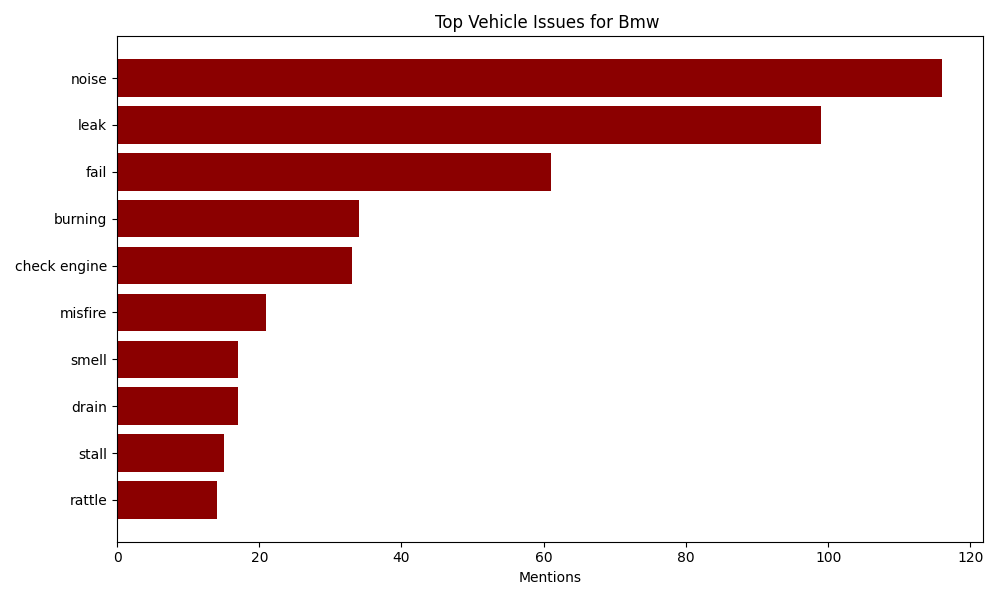 Top Vehicle Issues for Bmw
noise
leak
fail
burning
check engine
misfire
smell
drain
stall
rattle
0 20 40 60 80 100 120
Mentions